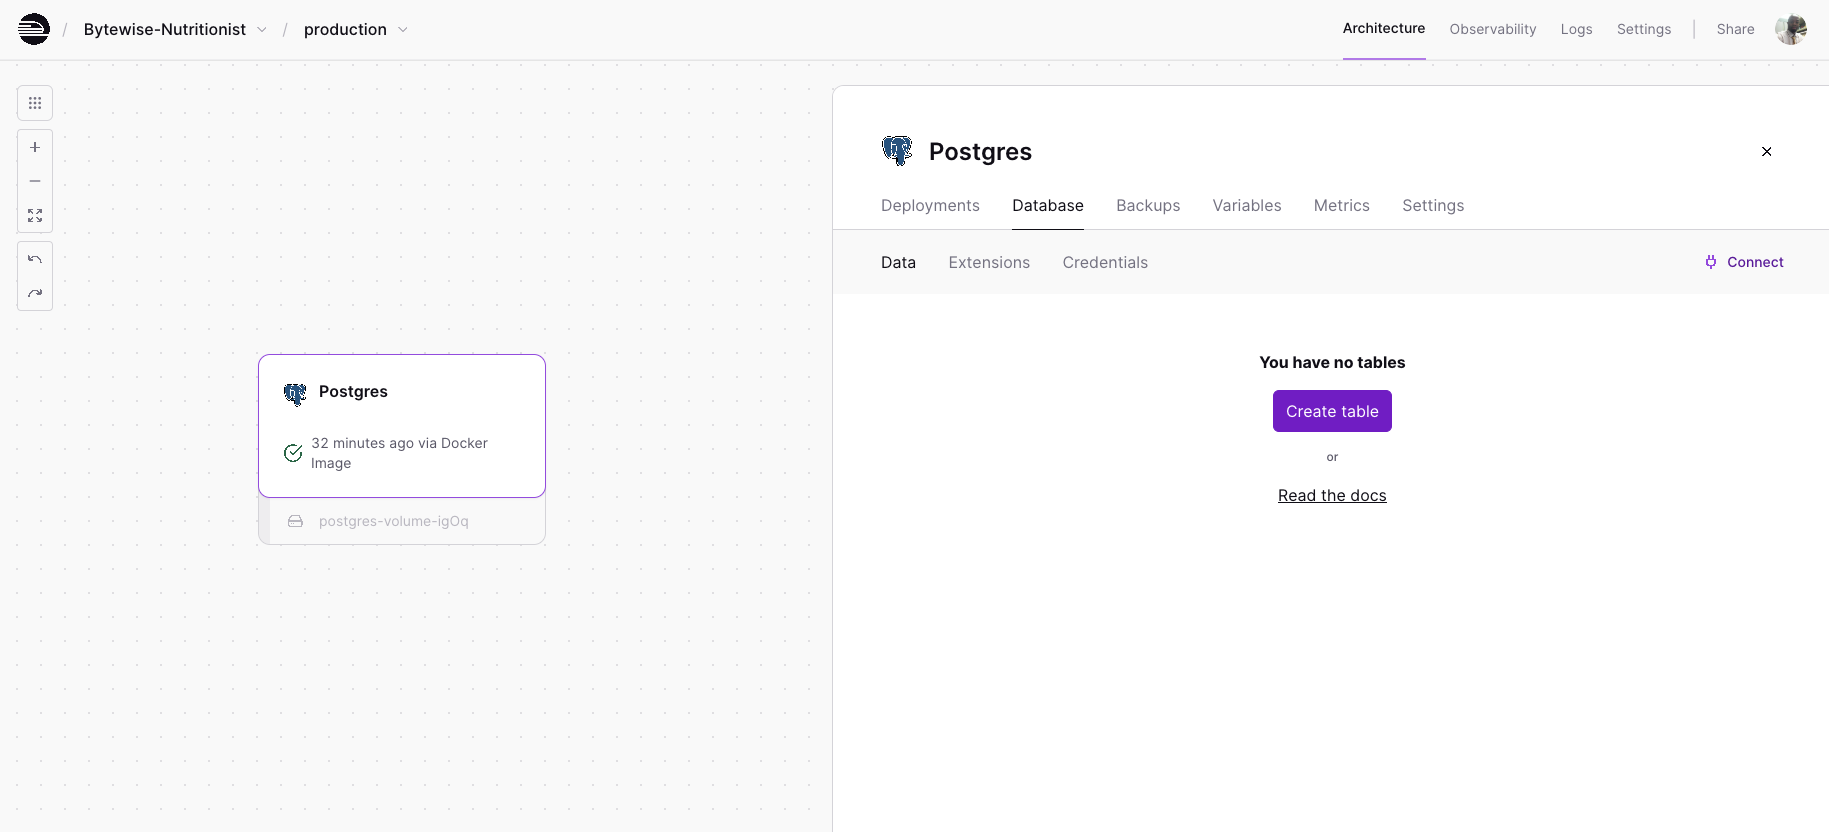 / Bytewise-Nutritionist / production
Architecture Observability Logs Settings | Share
Postgres
32 minutes ago via Docker
Image
postgres-volume-igOq
Postgres
Deployments Database Backups Variables Metrics Settings
Data Extensions Credentials Connect
You have no tables
Create table
or
Read the docs